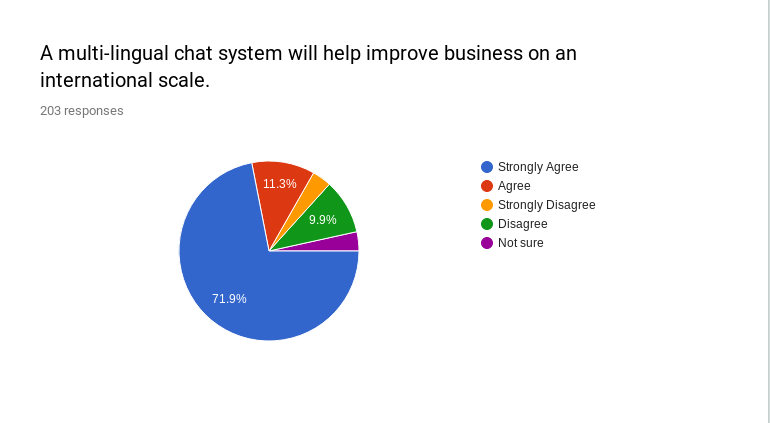 A multi-lingual chat system will help improve business on an
international scale.
203 responses
11.3%
9.9%
71.9%
Strongly Agree
Agree
Strongly Disagree
Disagree
Not sure